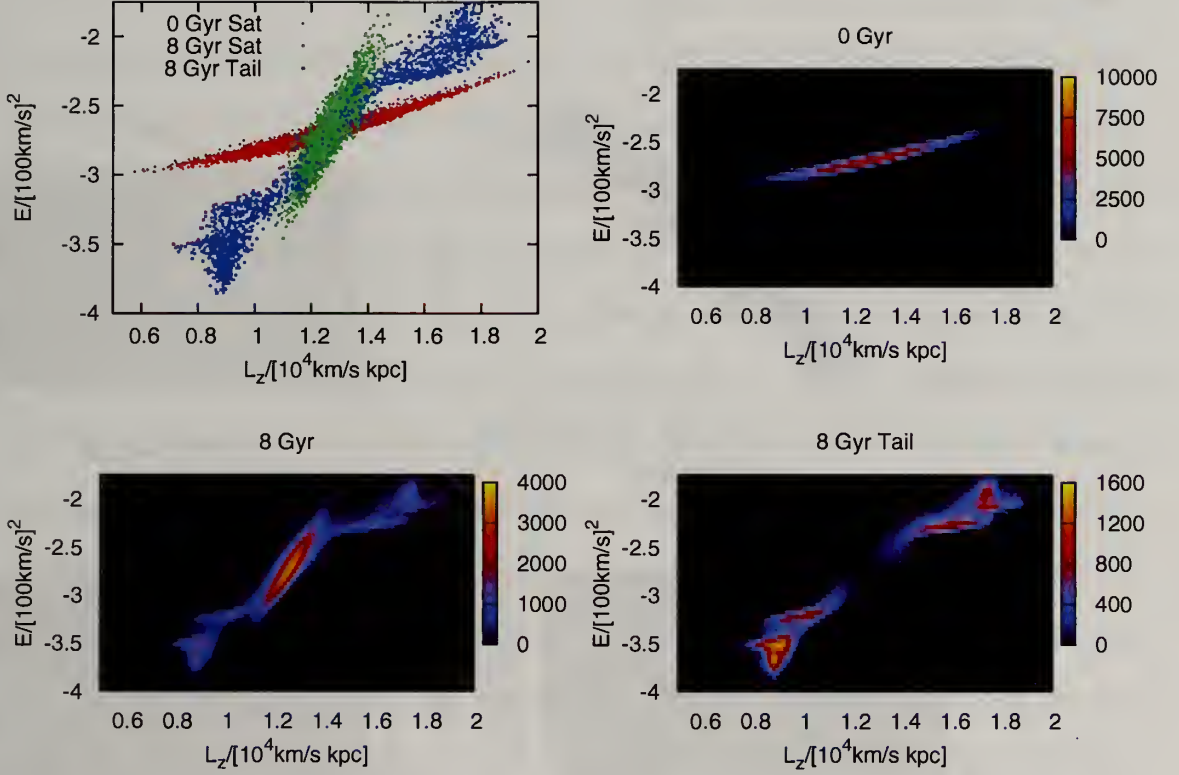 0 Gyr Sat
8 Gyr Sat
8 Gyr Tail
-2
-2.5
-3
-3.5
-4
E/[100km/s]²
0.6 0.8 1 1.2 1.4 1.6 1.8 2
L_z/[10⁴km/s kpc]
0 Gyr
-2
-2.5
-3
-3.5
-4
E/[100km/s]²
0.6 0.8 1 1.2 1.4 1.6 1.8 2
L_z/[10⁴km/s kpc]
10000
7500
5000
2500
0
8 Gyr
-2
-2.5
-3
-3.5
-4
E/[100km/s]²
0.6 0.8 1 1.2 1.4 1.6 1.8 2
L_z/[10⁴km/s kpc]
4000
3000
2000
1000
0
8 Gyr Tail
-2
-2.5
-3
-3.5
-4
E/[100km/s]²
0.6 0.8 1 1.2 1.4 1.6 1.8 2
L_z/[10⁴km/s kpc]
1600
1200
800
400
0